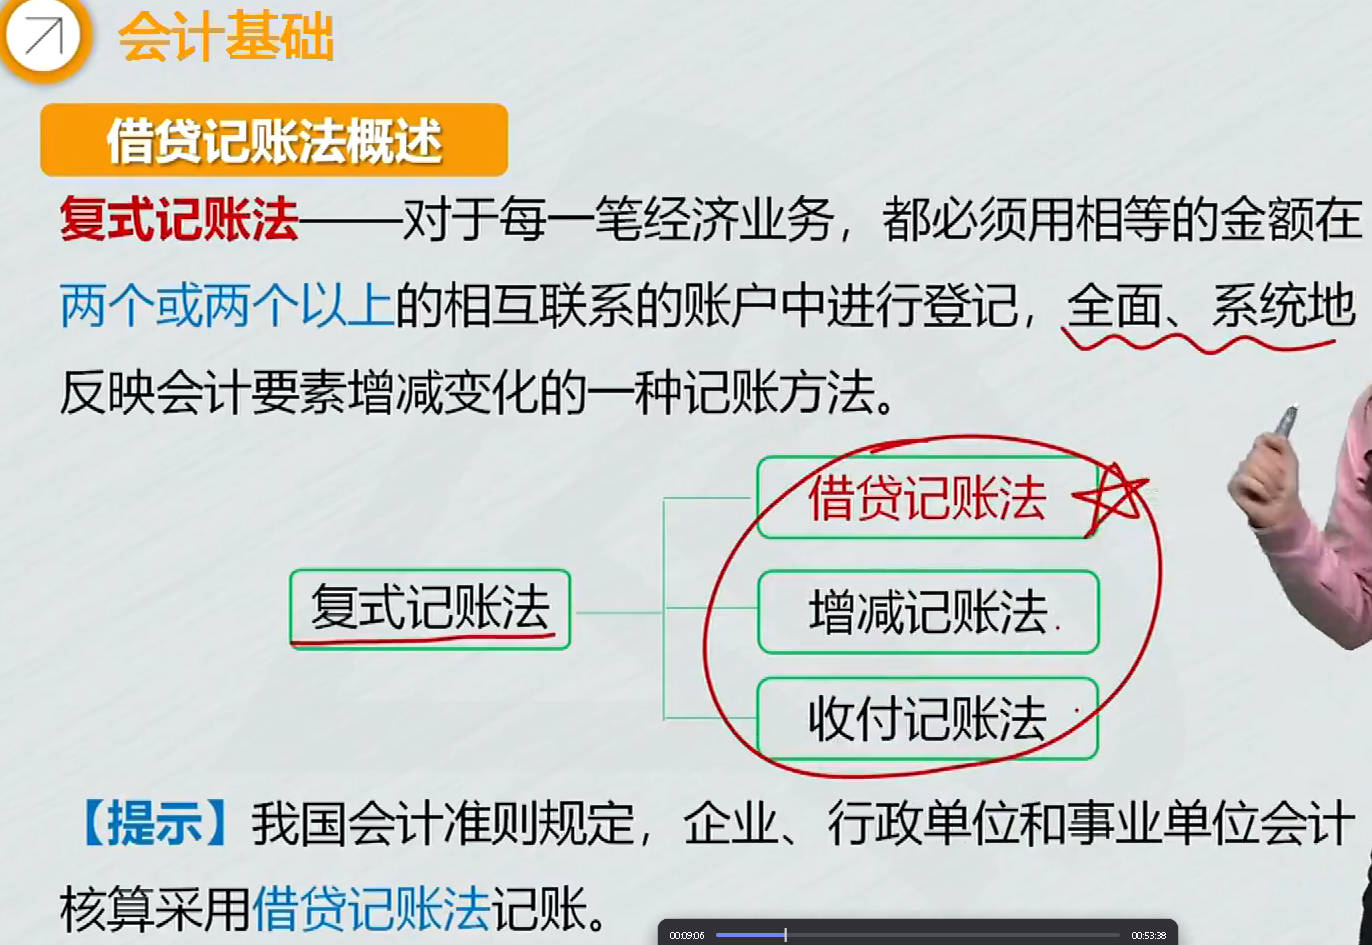 会计基础
借贷记账法概述
复式记账法——对于每一笔经济业务，都必须用相等的金额在
两个或两个以上的相互联系的账户中进行登记，全面、系统地
反映会计要素增减变化的一种记账方法。
借贷记账法
复式记账法
增减记账法
收付记账法
【提示】我国会计准则规定，企业、行政单位和事业单位会计
核算采用借贷记账法记账。
00:09:06
00:53:38